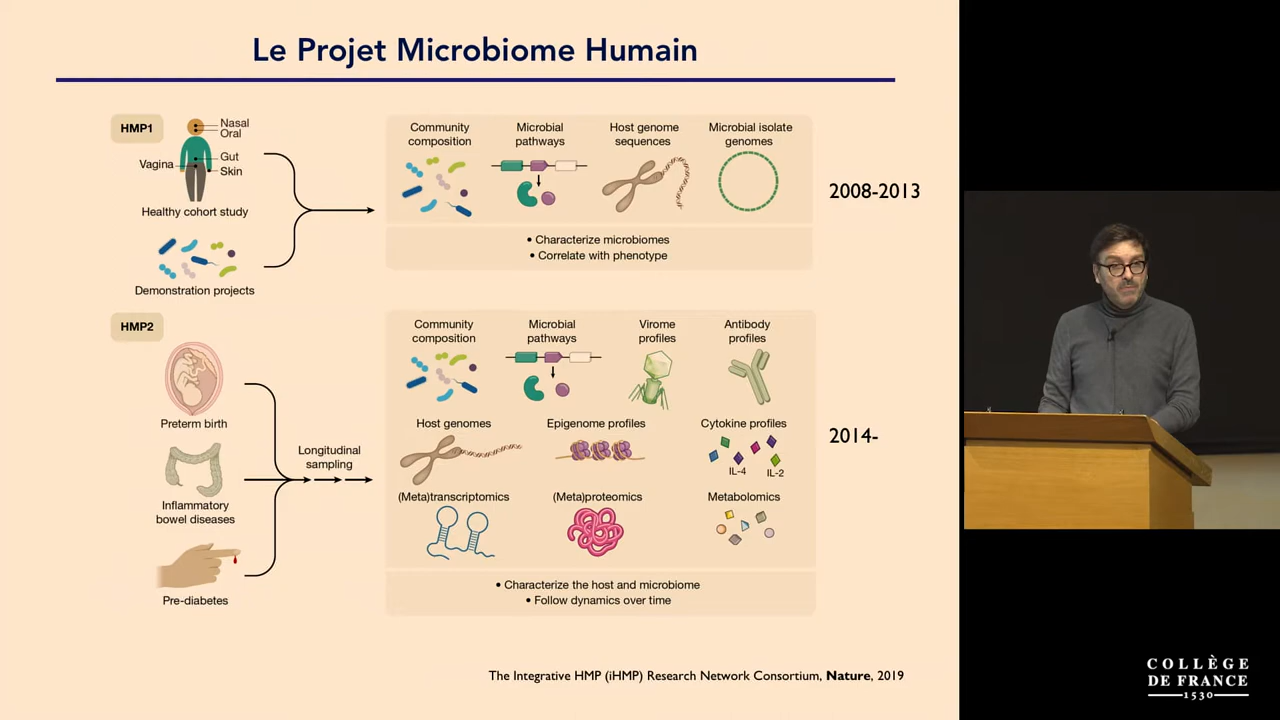 Le Projet Microbiome Humain
HMP1
Nasal
Oral
Vagina
Gut
Skin
Healthy cohort study
Demonstration projects
Community
composition
Microbial
pathways
Host genome
sequences
Microbial isolate
genomes
• Characterize microbiomes
• Correlate with phenotype
2008-2013
HMP2
Preterm birth
Inflammatory
bowel diseases
Pre-diabetes
Longitudinal
sampling
Community
composition
Microbial
pathways
Virome
profiles
Antibody
profiles
Host genomes
Epigenome profiles
Cytokine profiles
IL-4
IL-2
(Meta)transcriptomics
(Meta)proteomics
Metabolomics
• Characterize the host and microbiome
• Follow dynamics over time
2014-
The Integrative HMP (iHMP) Research Network Consortium, Nature, 2019
COLLÈGE
DE FRANCE
1530